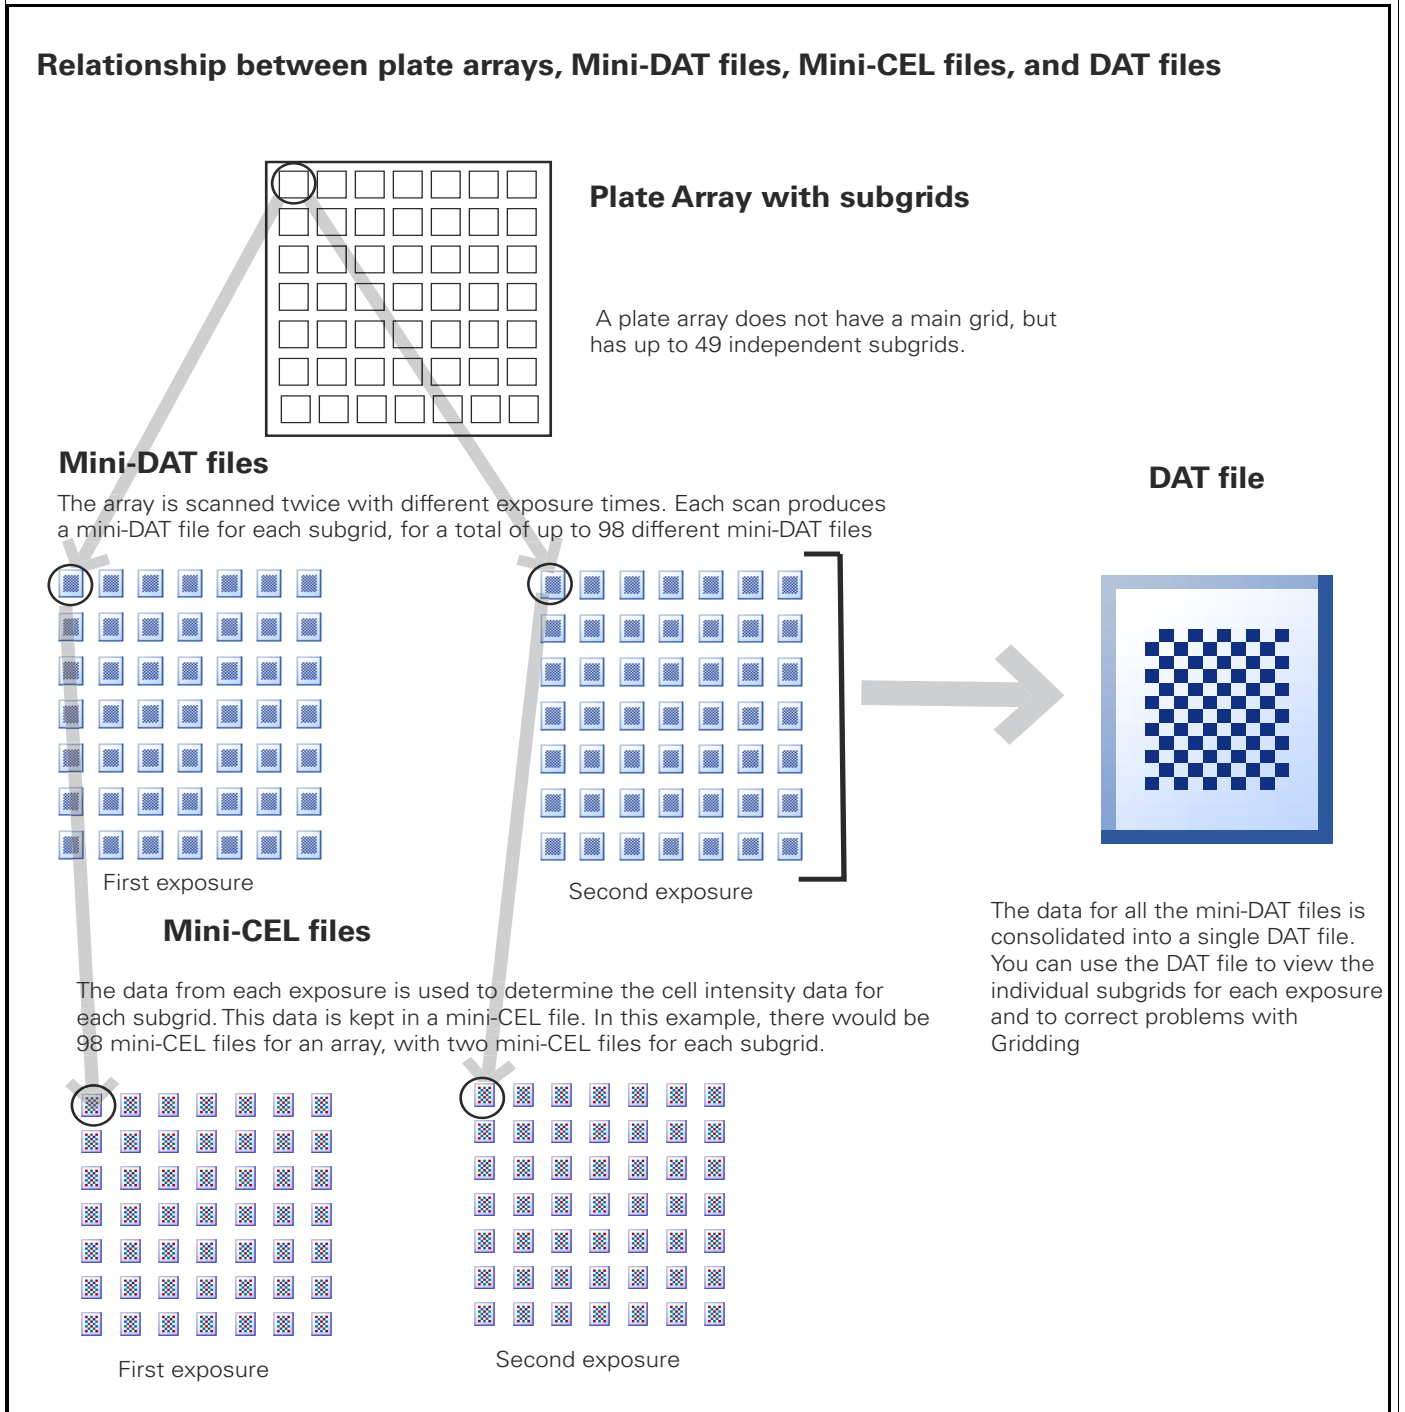 Relationship between plate arrays, Mini-DAT files, Mini-CEL files, and DAT files
Plate Array with subgrids
A plate array does not have a main grid, but
has up to 49 independent subgrids.
Mini-DAT files
The array is scanned twice with different exposure times. Each scan produces
a mini-DAT file for each subgrid, for a total of up to 98 different mini-DAT files
First exposure
Second exposure
DAT file
The data for all the mini-DAT files is
consolidated into a single DAT file.
You can use the DAT file to view the
individual subgrids for each exposure
and to correct problems with
Gridding
Mini-CEL files
The data from each exposure is used to determine the cell intensity data for
each subgrid. This data is kept in a mini-CEL file. In this example, there would be
98 mini-CEL files for an array, with two mini-CEL files for each subgrid.
First exposure
Second exposure